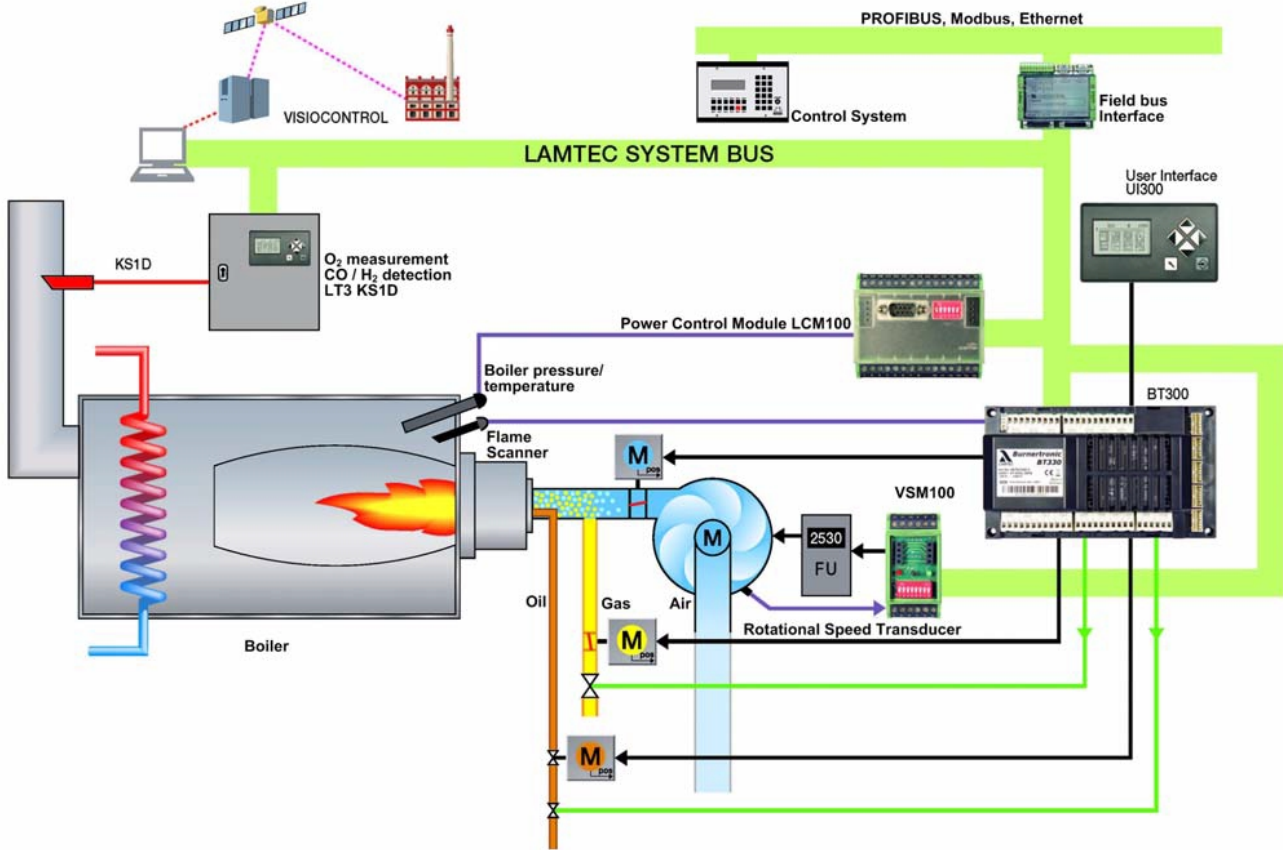 PROFIBUS, Modbus, Ethernet
VISIOCONTROL
Control System
Field bus
Interface
LAMTEC SYSTEM BUS
User Interface
UI300
KS1D
O₂ measurement
CO / H₂ detection
LT3 KS1D
Power Control Module LCM100
Boiler pressure/
temperature
BT300
Flame
Scanner
M
pos
Burnertronic
BT330
VSM100
M
2530
FU
Oil
Gas
Air
Rotational Speed Transducer
M
pos
Boiler
M
pos